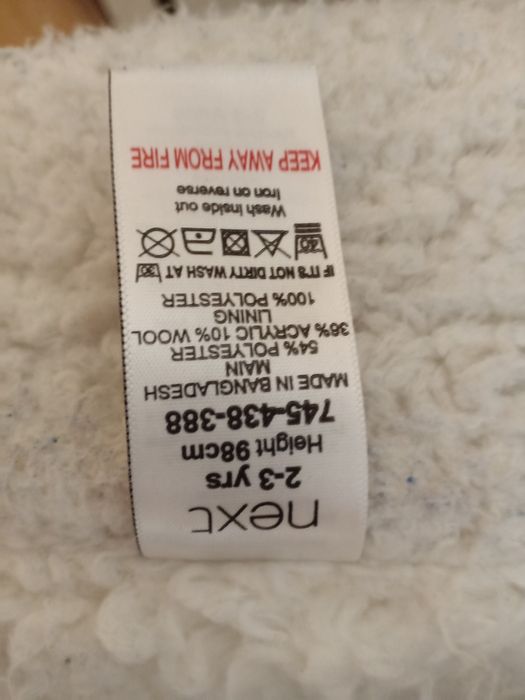 next
2-3 yrs
Height 98cm
745-438-388
MADE IN BANGLADESH
MAIN
54% POLYESTER
36% ACRYLIC 10% WOOL
LINING
100% POLYESTER
IF IT'S NOT DIRTY WASH AT 30
40
Wash inside out
Iron on reverse
KEEP AWAY FROM FIRE